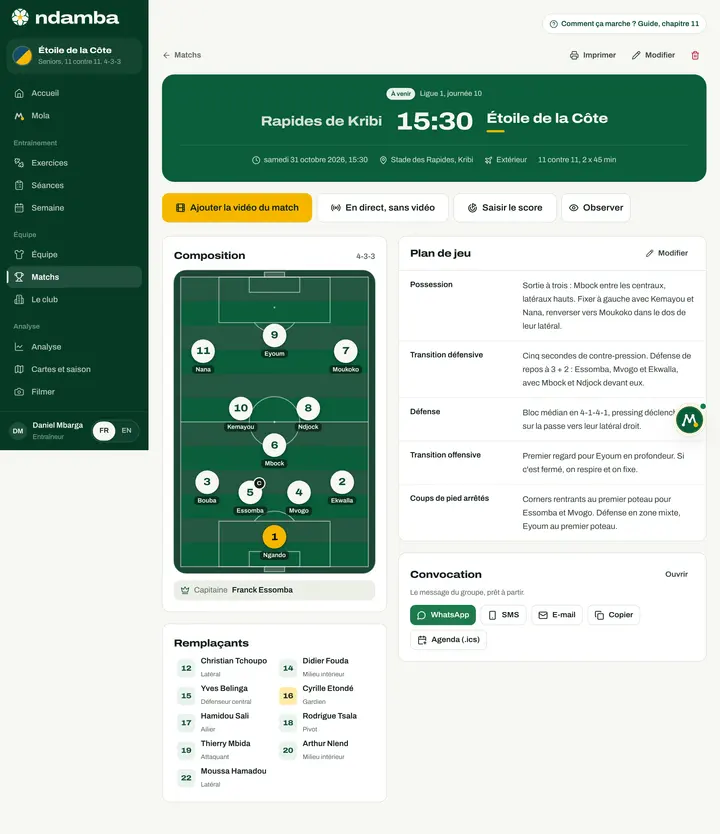 ndamba
Étoile de la Côte
Seniors. 11 contre 11. 4-3-3
Accueil
Mola
Entraînement
Exercices
Séances
Semaine
Équipe
Équipe
Matchs
Le club
Analyse
Analyse
Cartes et saison
Filmer
DM
Daniel Mbarga
Entraîneur
FR
EN
Comment ça marche ? Guide, chapitre 11
Matchs
Imprimer
Modifier
À venir
Ligue 1, journée 10
Rapides de Kribi
15:30
Étoile de la Côte
samedi 31 octobre 2026, 15:30
Stade des Rapides, Kribi
Extérieur
11 contre 11, 2 x 45 min
Ajouter la vidéo du match
En direct, sans vidéo
Saisir le score
Observer
Composition
4-3-3
9
Eyoum
11
Nana
7
Moukoko
10
Kemayou
8
Ndjock
6
Mbock
3
Bouba
5
C
Essomba
4
Mvogo
2
Ekwalla
1
Ngando
Capitaine Franck Essomba
Remplaçants
12
Christian Tchoupo
Latéral
14
Didier Fouda
Milieu intérieur
15
Yves Belinga
Défenseur central
16
Cyrille Etondé
Gardien
17
Hamidou Sali
Ailier
18
Rodrigue Tsala
Pivot
19
Thierry Mbida
Attaquant
20
Arthur Nlend
Milieu intérieur
22
Moussa Hamadou
Latéral
Plan de jeu
Modifier
Possession
Sortie à trois : Mbock entre les centraux,
latéraux hauts. Fixer à gauche avec Kemayou et
Nana, renverser vers Moukoko dans le dos de
leur latéral.
Transition défensive
Cinq secondes de contre-pression. Défense de
repos à 3 + 2 : Essomba, Mvogo et Ekwalla,
avec Mbock et Ndjock devant eux.
Défense
Bloc médian en 4-1-4-1, pressing
sur la passe vers leur latéral droit.
Transition offensive
Premier regard pour Eyoum en profondeur. Si
c'est fermé, on respire et on fixe.
Coups de pied arrêtés
Corners rentrants au premier poteau pour
Essomba et Mvogo. Défense en zone mixte,
Eyoum au premier poteau.
Convocation
Ouvrir
Le message du groupe, prêt à partir.
WhatsApp
SMS
E-mail
Copier
Agenda (.ics)